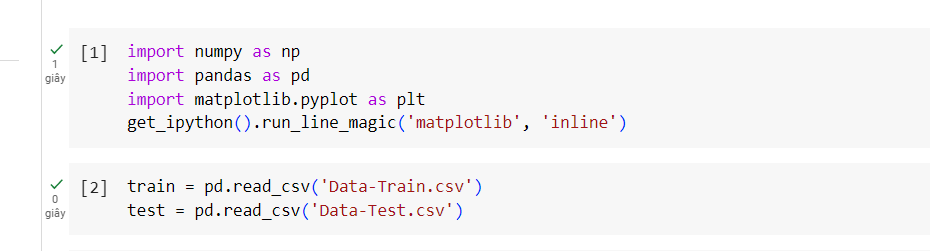 [1] import numpy as np
1 giây
import pandas as pd
import matplotlib.pyplot as plt
get_ipython().run_line_magic('matplotlib', 'inline')
[2] train = pd.read_csv('Data-Train.csv')
0 giây
test = pd.read_csv('Data-Test.csv')